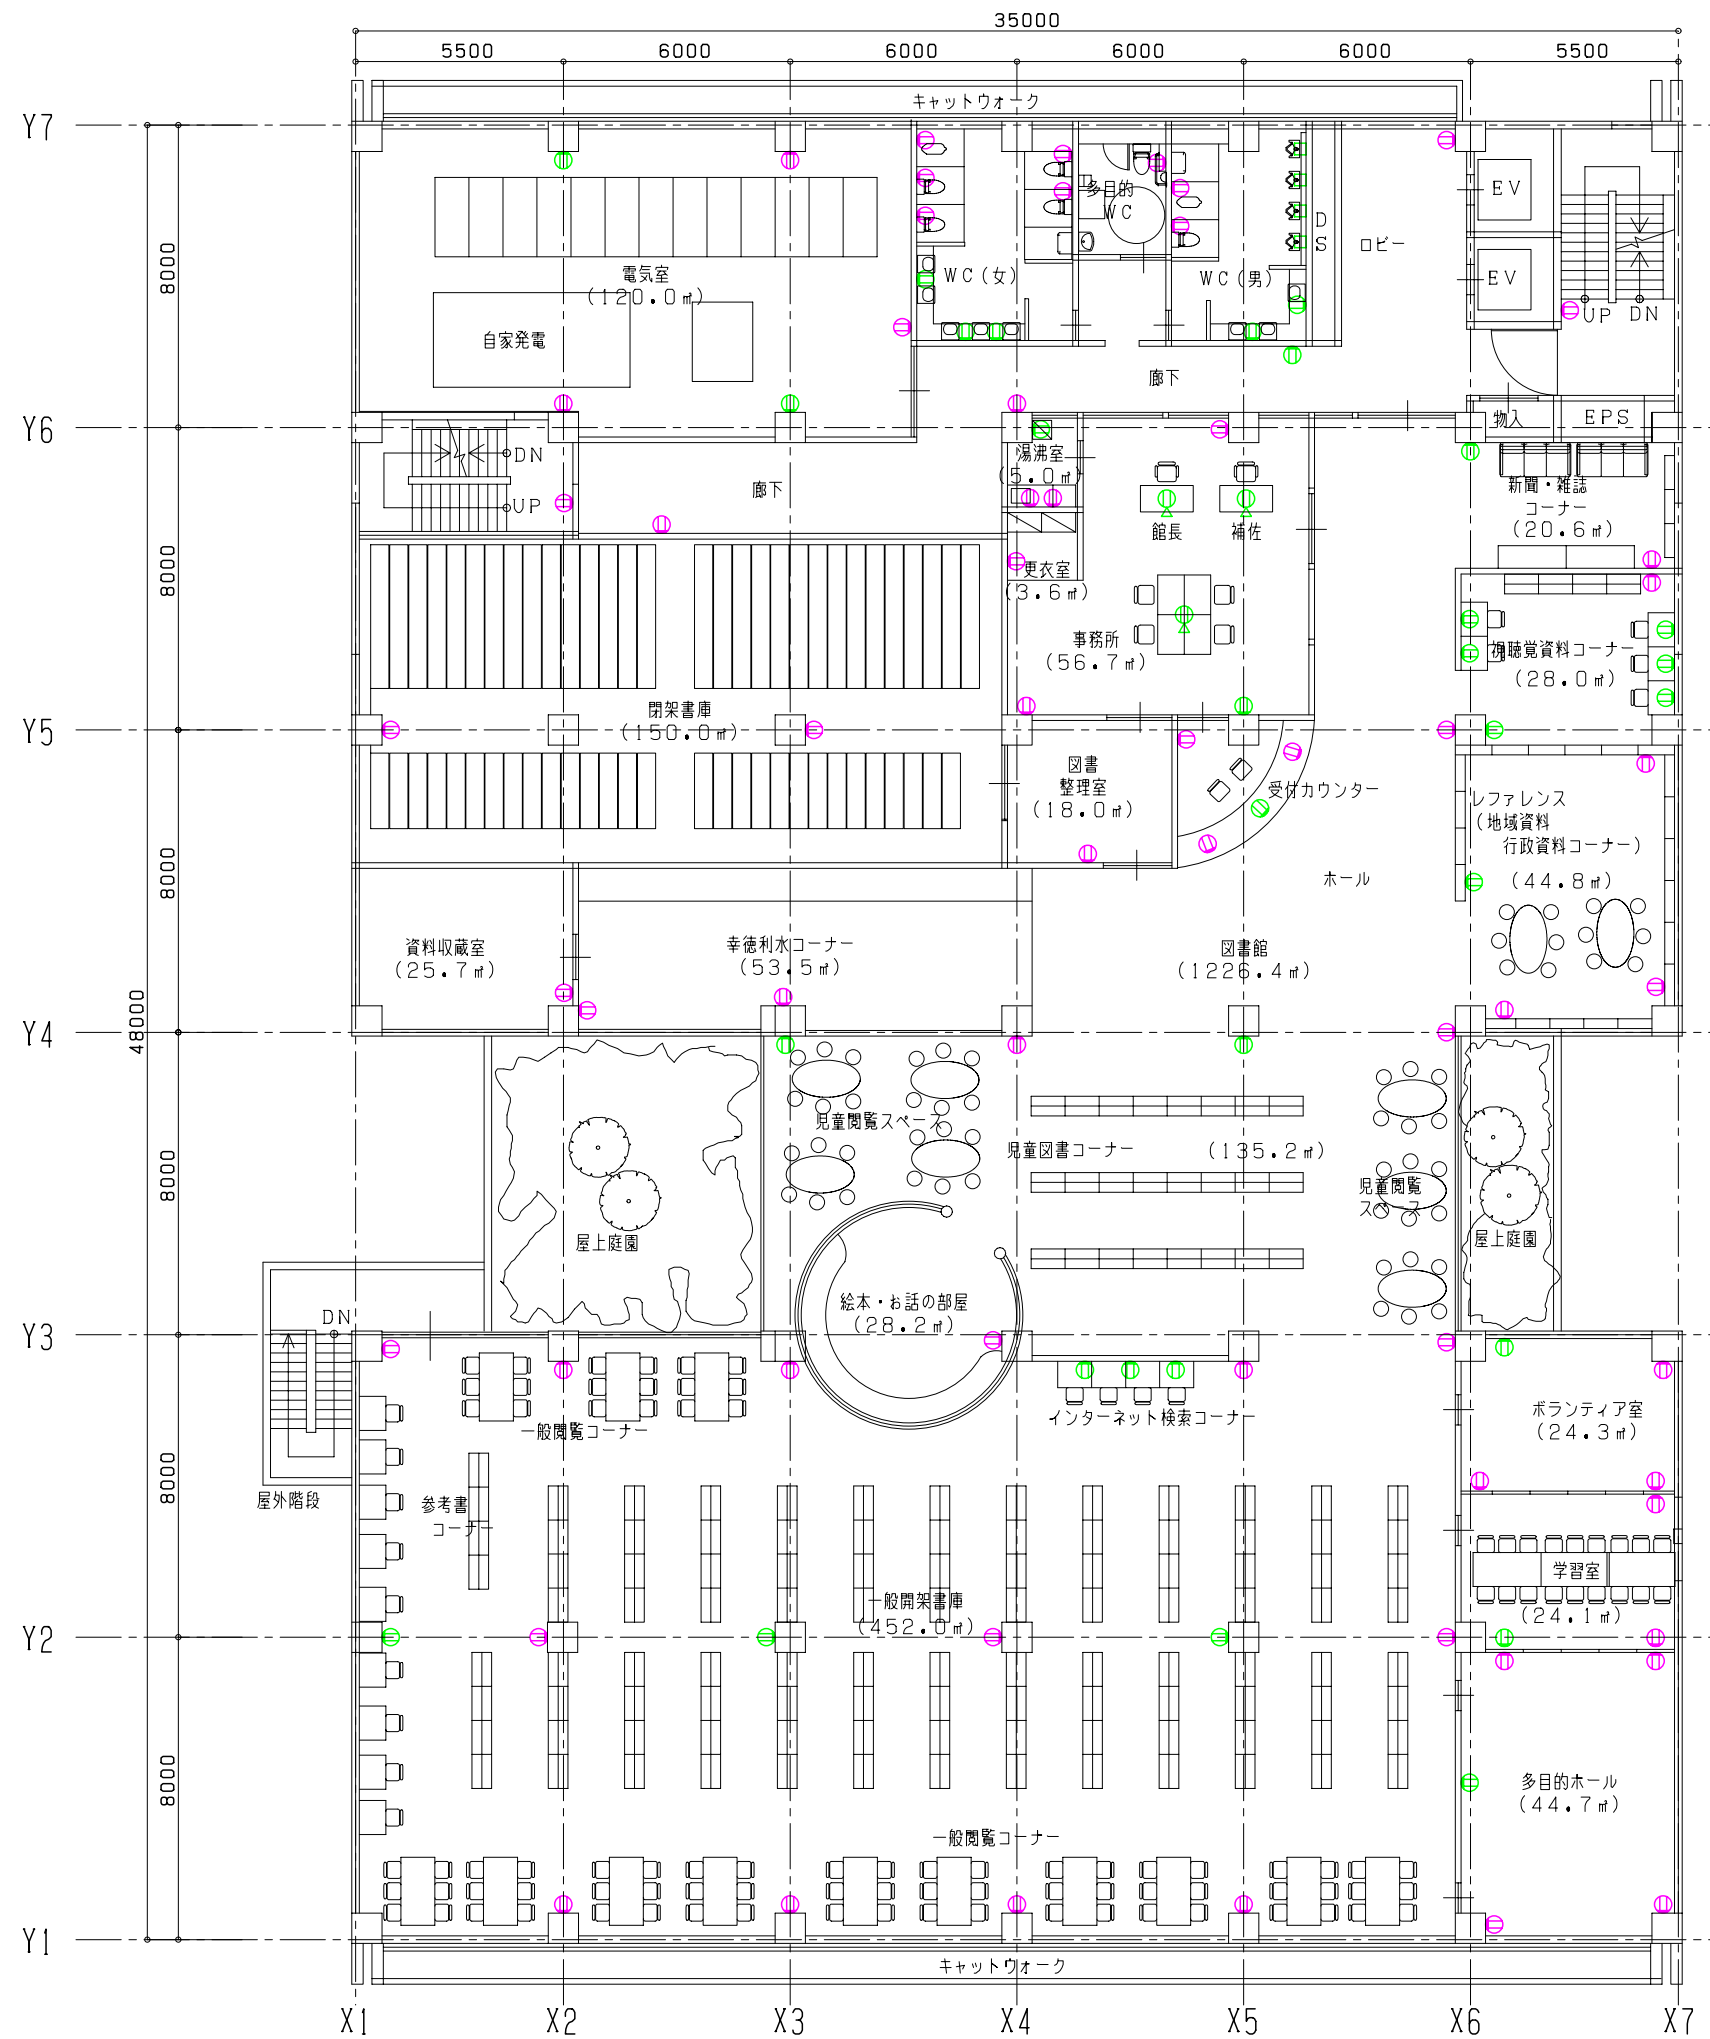 35000
5500 6000 6000 6000 6000 5500
キャットウォーク
Y7
8000
多目的
WC
EV
D
S
ロビー
電気室
(120.0㎡)
WC(女)
WC(男)
EV
UP DN
自家発電
廊下
Y6
物入 EPS
湯沸室
(5.0㎡)
DN
廊下
UP
新聞・雑誌
コーナー
(20.6㎡)
館長 補佐
8000
更衣室
(3.6㎡)
事務所
(56.7㎡)
視聴覚資料コーナー
(28.0㎡)
閉架書庫
(150.0㎡)
Y5
図書
整理室
(18.0㎡)
受付カウンター
レファレンス
(地域資料
行政資料コーナー)
(44.8㎡)
8000
ホール
資料収蔵室
(25.7㎡)
幸徳利水コーナー
(53.5㎡)
図書館
(1226.4㎡)
48000
Y4
児童閲覧スペース
児童図書コーナー (135.2㎡)
8000
児童閲覧
スペース
屋上庭園
屋上庭園
絵本・お話の部屋
(28.2㎡)
DN
Y3
一般閲覧コーナー
インターネット検索コーナー
ボランティア室
(24.3㎡)
8000
屋外階段
参考書
コーナー
学習室
(24.1㎡)
一般開架書庫
(452.0㎡)
Y2
8000
多目的ホール
(44.7㎡)
一般閲覧コーナー
Y1
キャットウォーク
X1 X2 X3 X4 X5 X6 X7